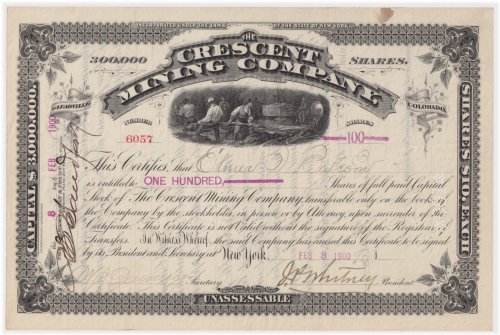 INCORPORATED UNDER THE LAWS OF THE STATE OF NEW YORK.
THE
300,000 CRESCENT SHARES.
MINING COMPANY
LEADVILLE, COLORADO.
NUMBER SHARES
6057 100
This Certifies, that
is entitled to ONE HUNDRED, Shares of full paid Capital
Stock of The Crescent Mining Company, transferable only on the books of
the Company by the stockholder, in person or by Attorney, upon surrender of this
Certificate. This Certificate is not valid without the signature of the Registrar of
Transfers. In Witness Whereof, the said Company has caused this Certificate to be signed
by its President and Secretary at New York, FEB 8 1900
Secretary J. P. Whitney President
UNASSESSABLE
CAPITAL $3,000,000.
SHARES $10. EACH
8 FEB 1900